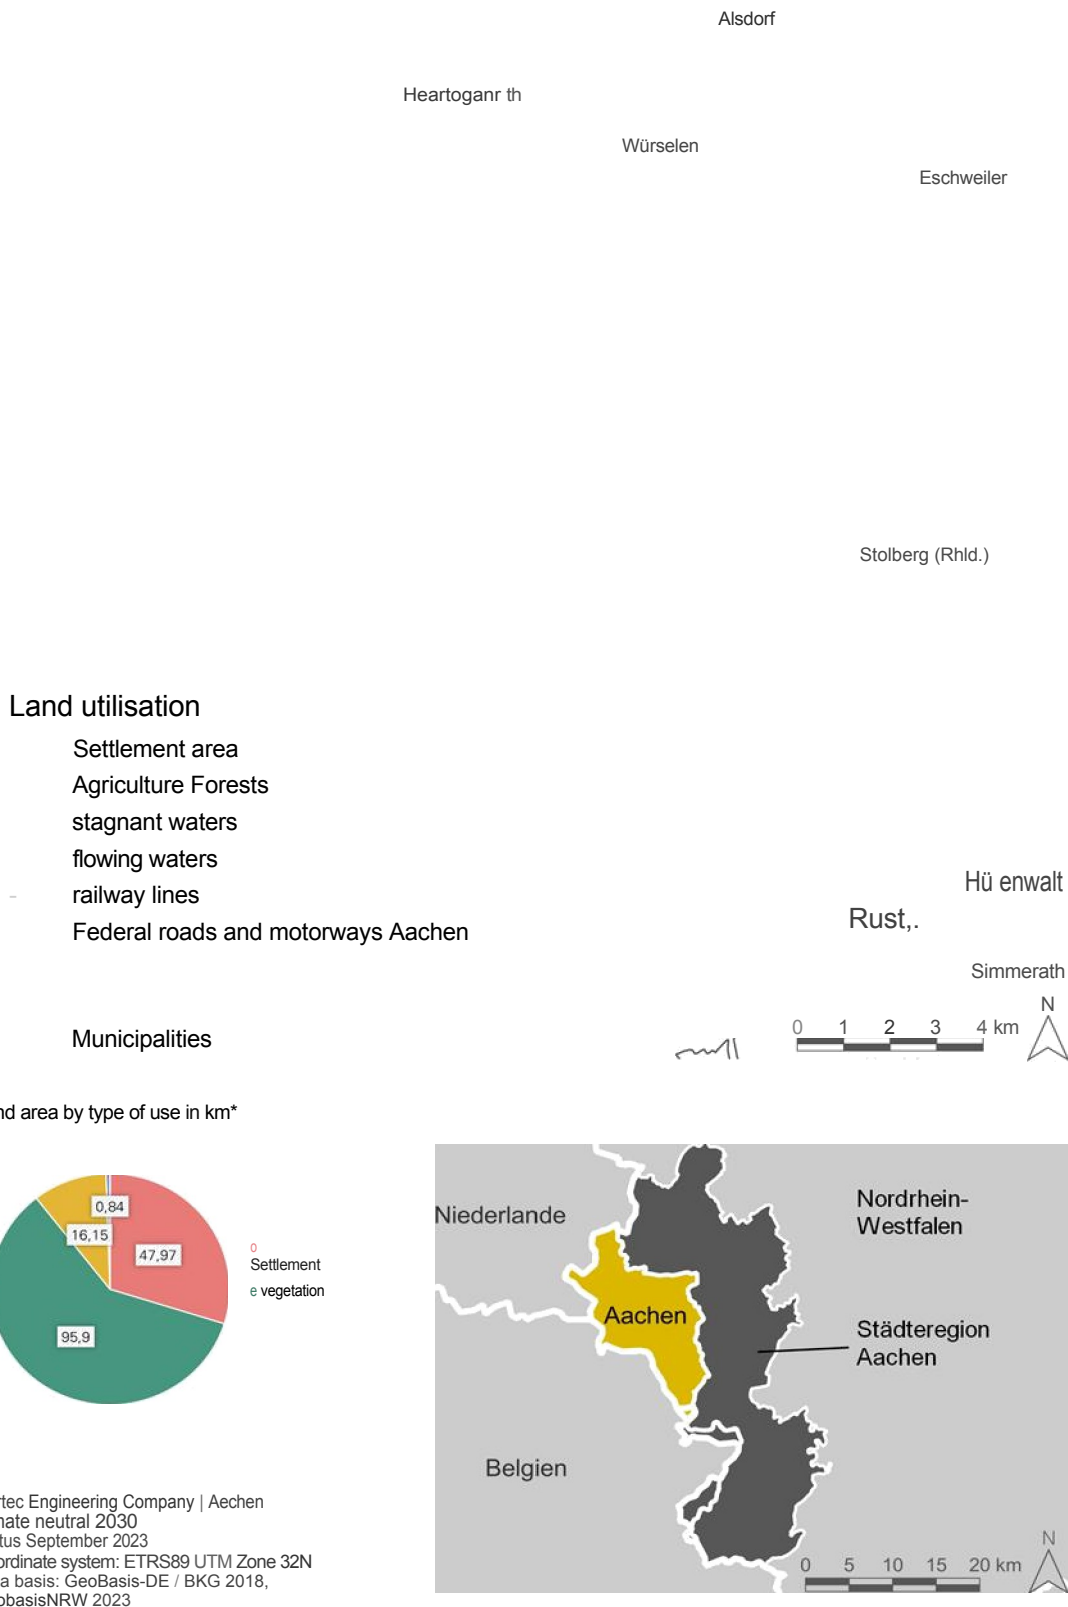 Alsdorf
Heartoganr th
Würselen
Eschweiler
Stolberg (Rhld.)
Land utilisation
Settlement area
Agriculture Forests
stagnant waters
flowing waters
railway lines
Federal roads and motorways Aachen
Municipalities
Hü enwalt
Rust,.
Simmerath
N
0 1 2 3 4 km
nd area by type of use in km*
0,84
16,15
47,97
95,9
0
Settlement
e vegetation
Niederlande
Nordrhein-
Westfalen
Aachen
Städteregion
Aachen
Belgien
N
0 5 10 15 20 km
rtec Engineering Company | Aechen
nate neutral 2030
tus September 2023
ordinate system: ETRS89 UTM Zone 32N
a basis: GeoBasis-DE / BKG 2018,
obasisNRW 2023